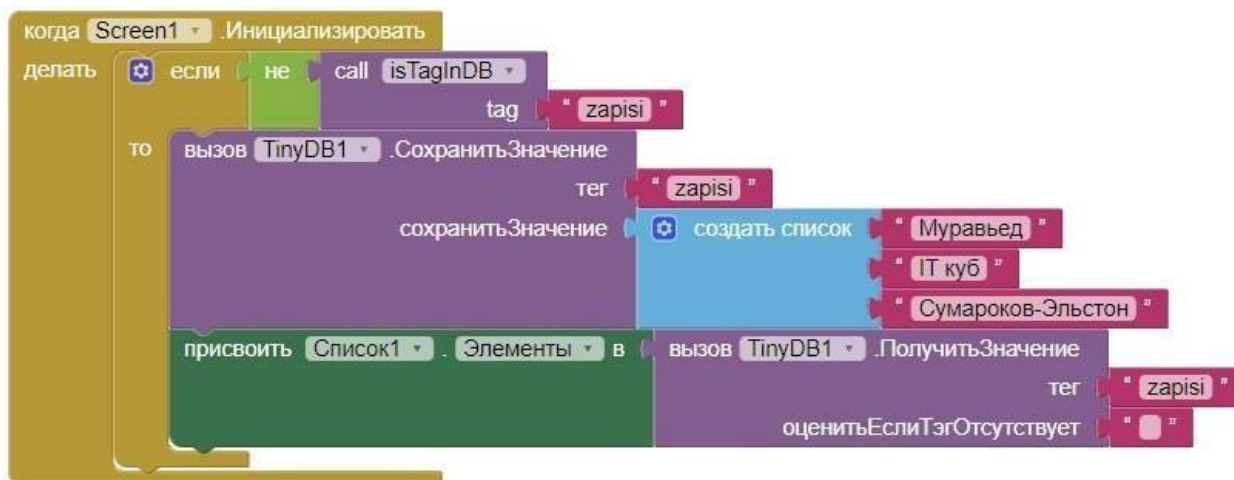 когда Screen1 .Инициализировать
делать если не call isTagInDB
tag " zapisi "
то вызов TinyDB1 .СохранитьЗначение
тег " zapisi "
сохранитьЗначение создать список " Муравьед "
" IT куб "
" Сумароков-Эльстон "
присвоить Список1 . Элементы в вызов TinyDB1 .ПолучитьЗначение
тег " zapisi "
оценитьЕслиТэгОтсутствует " "